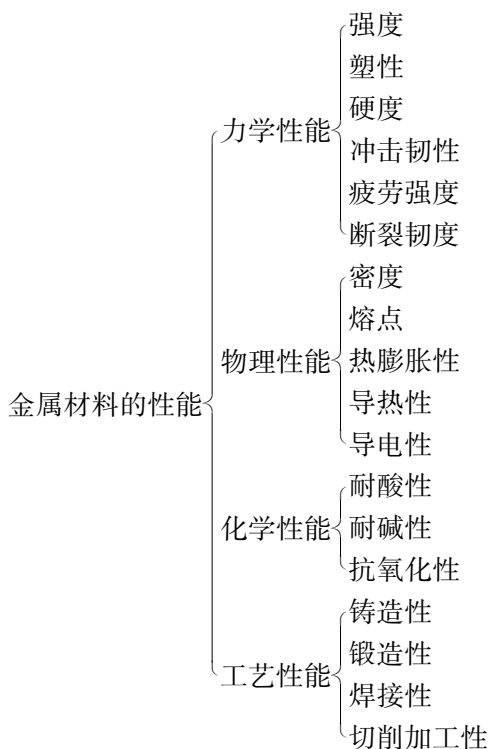 强度
塑性
硬度
力学性能
冲击韧性
疲劳强度
断裂韧度
密度
熔点
物理性能
热膨胀性
导热性
导电性
金属材料的性能
耐酸性
化学性能
耐碱性
抗氧化性
铸造性
锻造性
工艺性能
焊接性
切削加工性